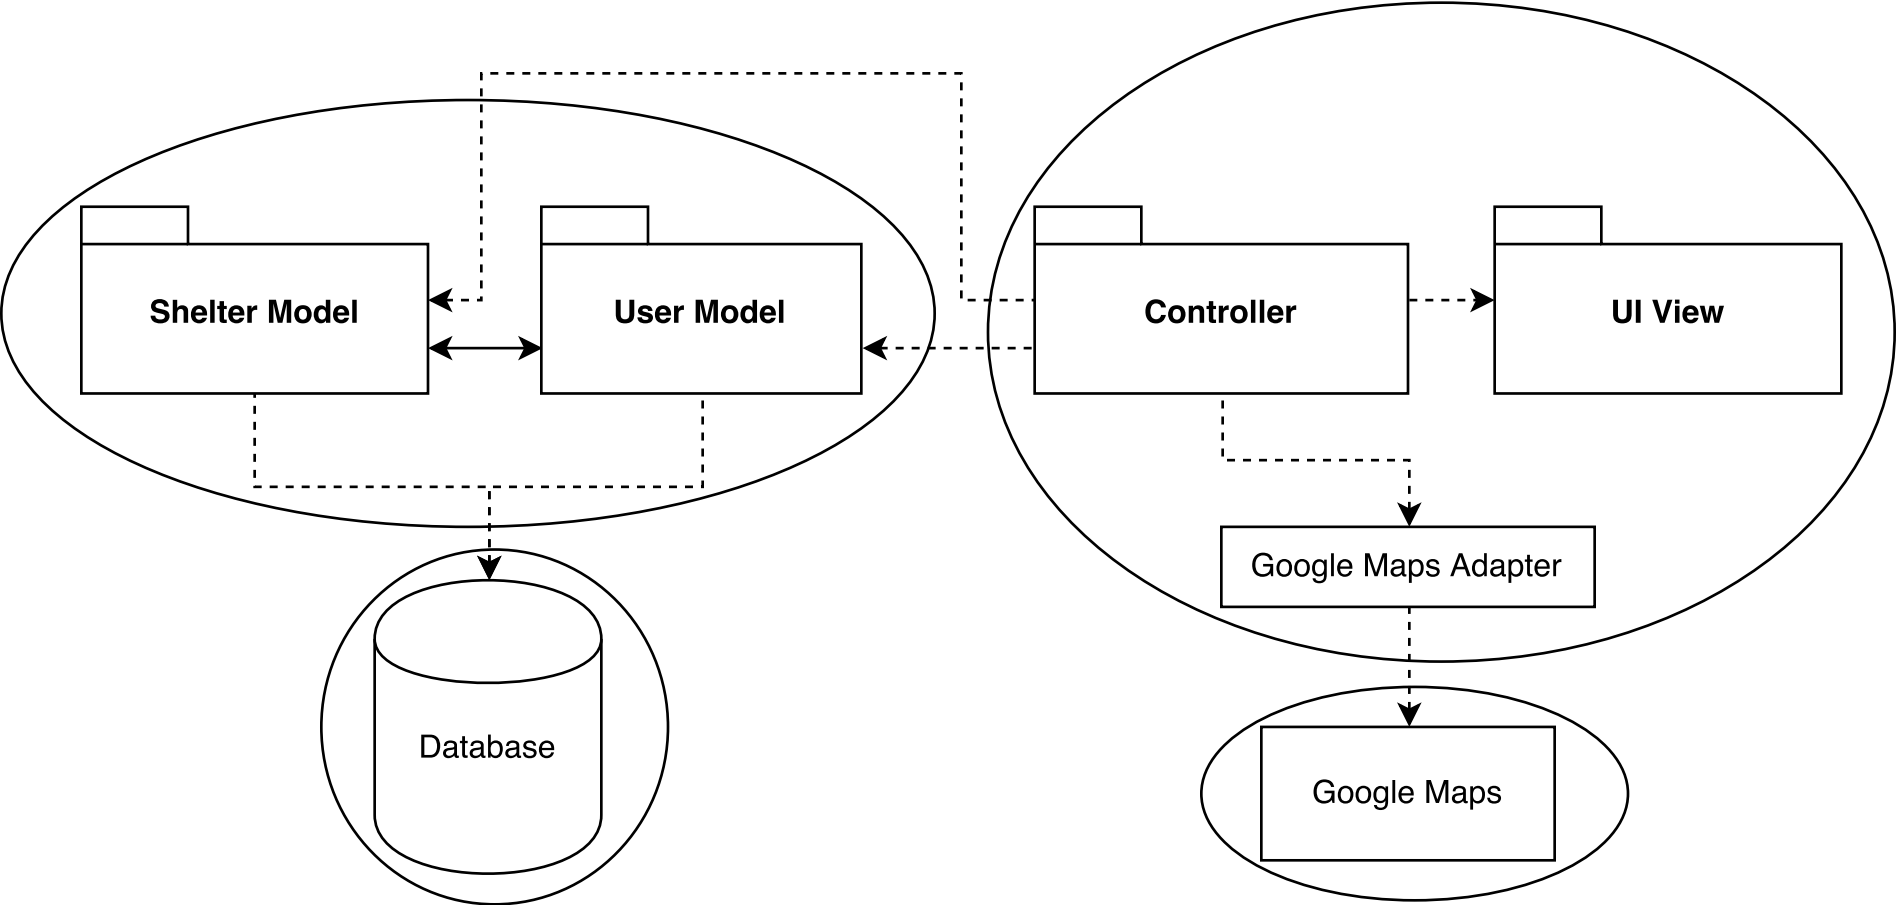 Shelter Model
User Model
Controller
UI View
Google Maps Adapter
Database
Google Maps